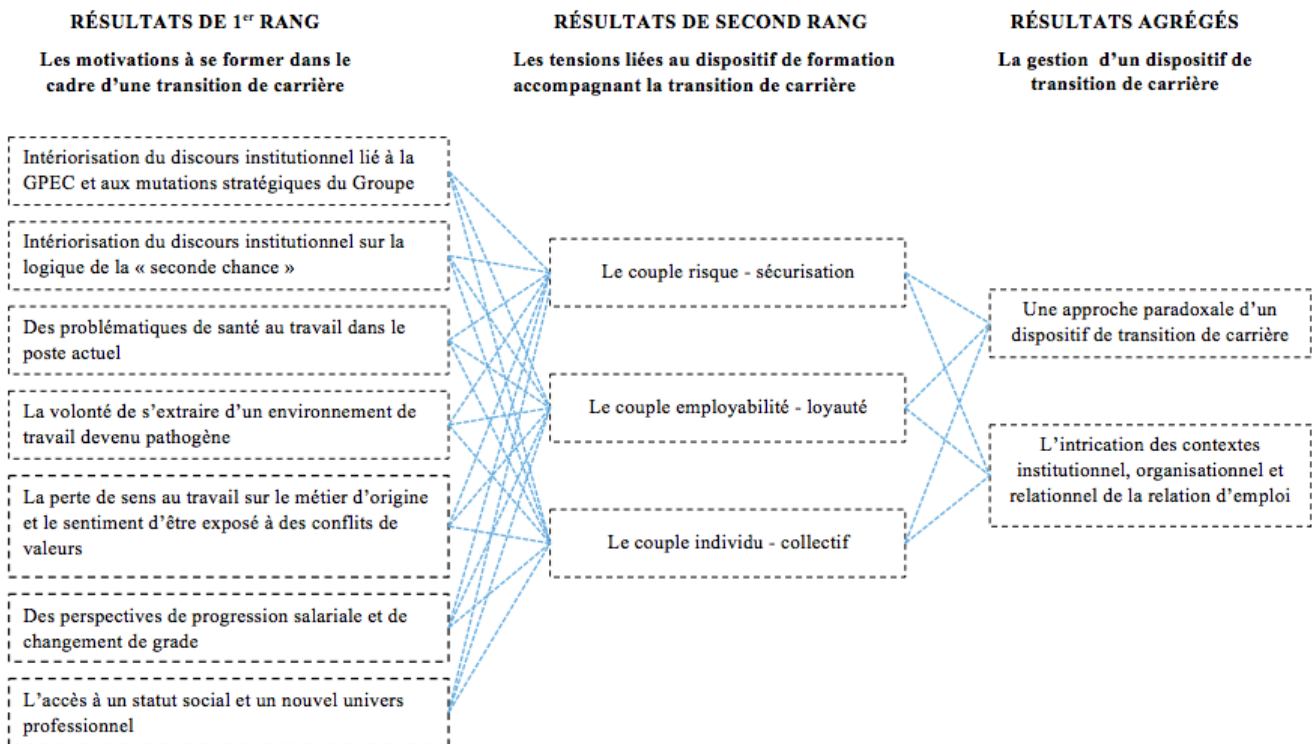 RÉSULTATS DE 1er RANG
Les motivations à se former dans le
cadre d'une transition de carrière
Intériorisation du discours institutionnel lié à la
GPEC et aux mutations stratégiques du Groupe
Intériorisation du discours institutionnel sur la
logique de la « seconde chance »
Des problématiques de santé au travail dans le
poste actuel
La volonté de s'extraire d'un environnement de
travail devenu pathogène
La perte de sens au travail sur le métier d'origine
et le sentiment d'être exposé à des conflits de
valeurs
Des perspectives de progression salariale et de
changement de grade
L'accès à un statut social et un nouvel univers
professionnel
RÉSULTATS DE SECOND RANG
Les tensions liées au dispositif de formation
accompagnant la transition de carrière
Le couple risque - sécurisation
Le couple employabilité - loyauté
Le couple individu - collectif
RÉSULTATS AGRÉGÉS
La gestion d'un dispositif de
transition de carrière
Une approche paradoxale d'un
dispositif de transition de carrière
L'intrication des contextes
institutionnel, organisationnel et
relationnel de la relation d'emploi